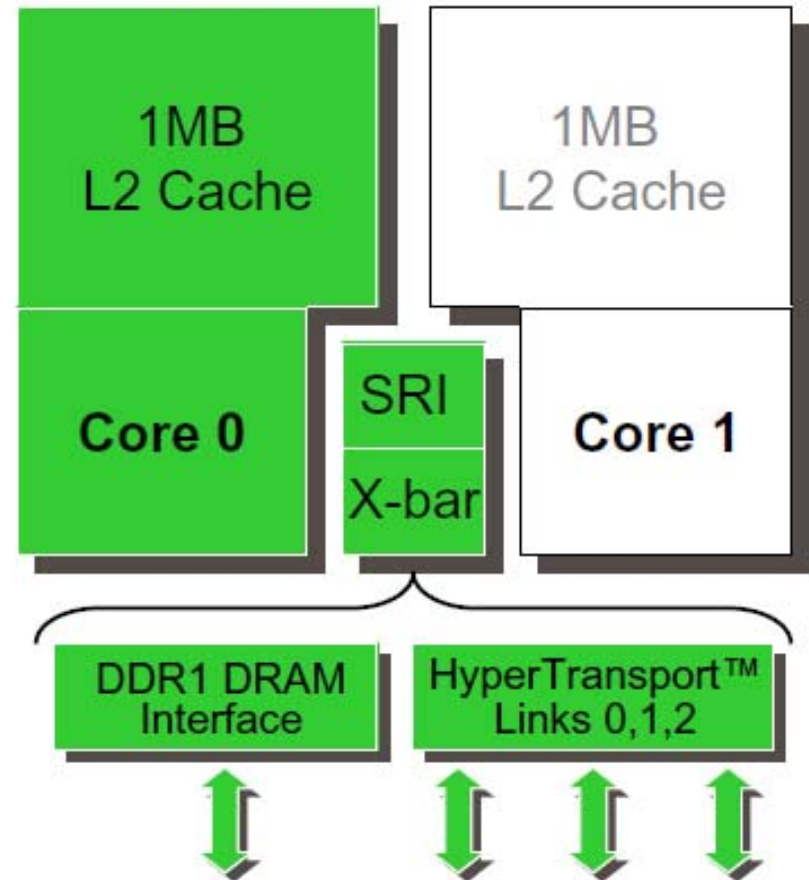 1MB
L2 Cache
1MB
L2 Cache
Core 0
SRI
X-bar
Core 1
DDR1 DRAM
Interface
HyperTransport™
Links 0,1,2